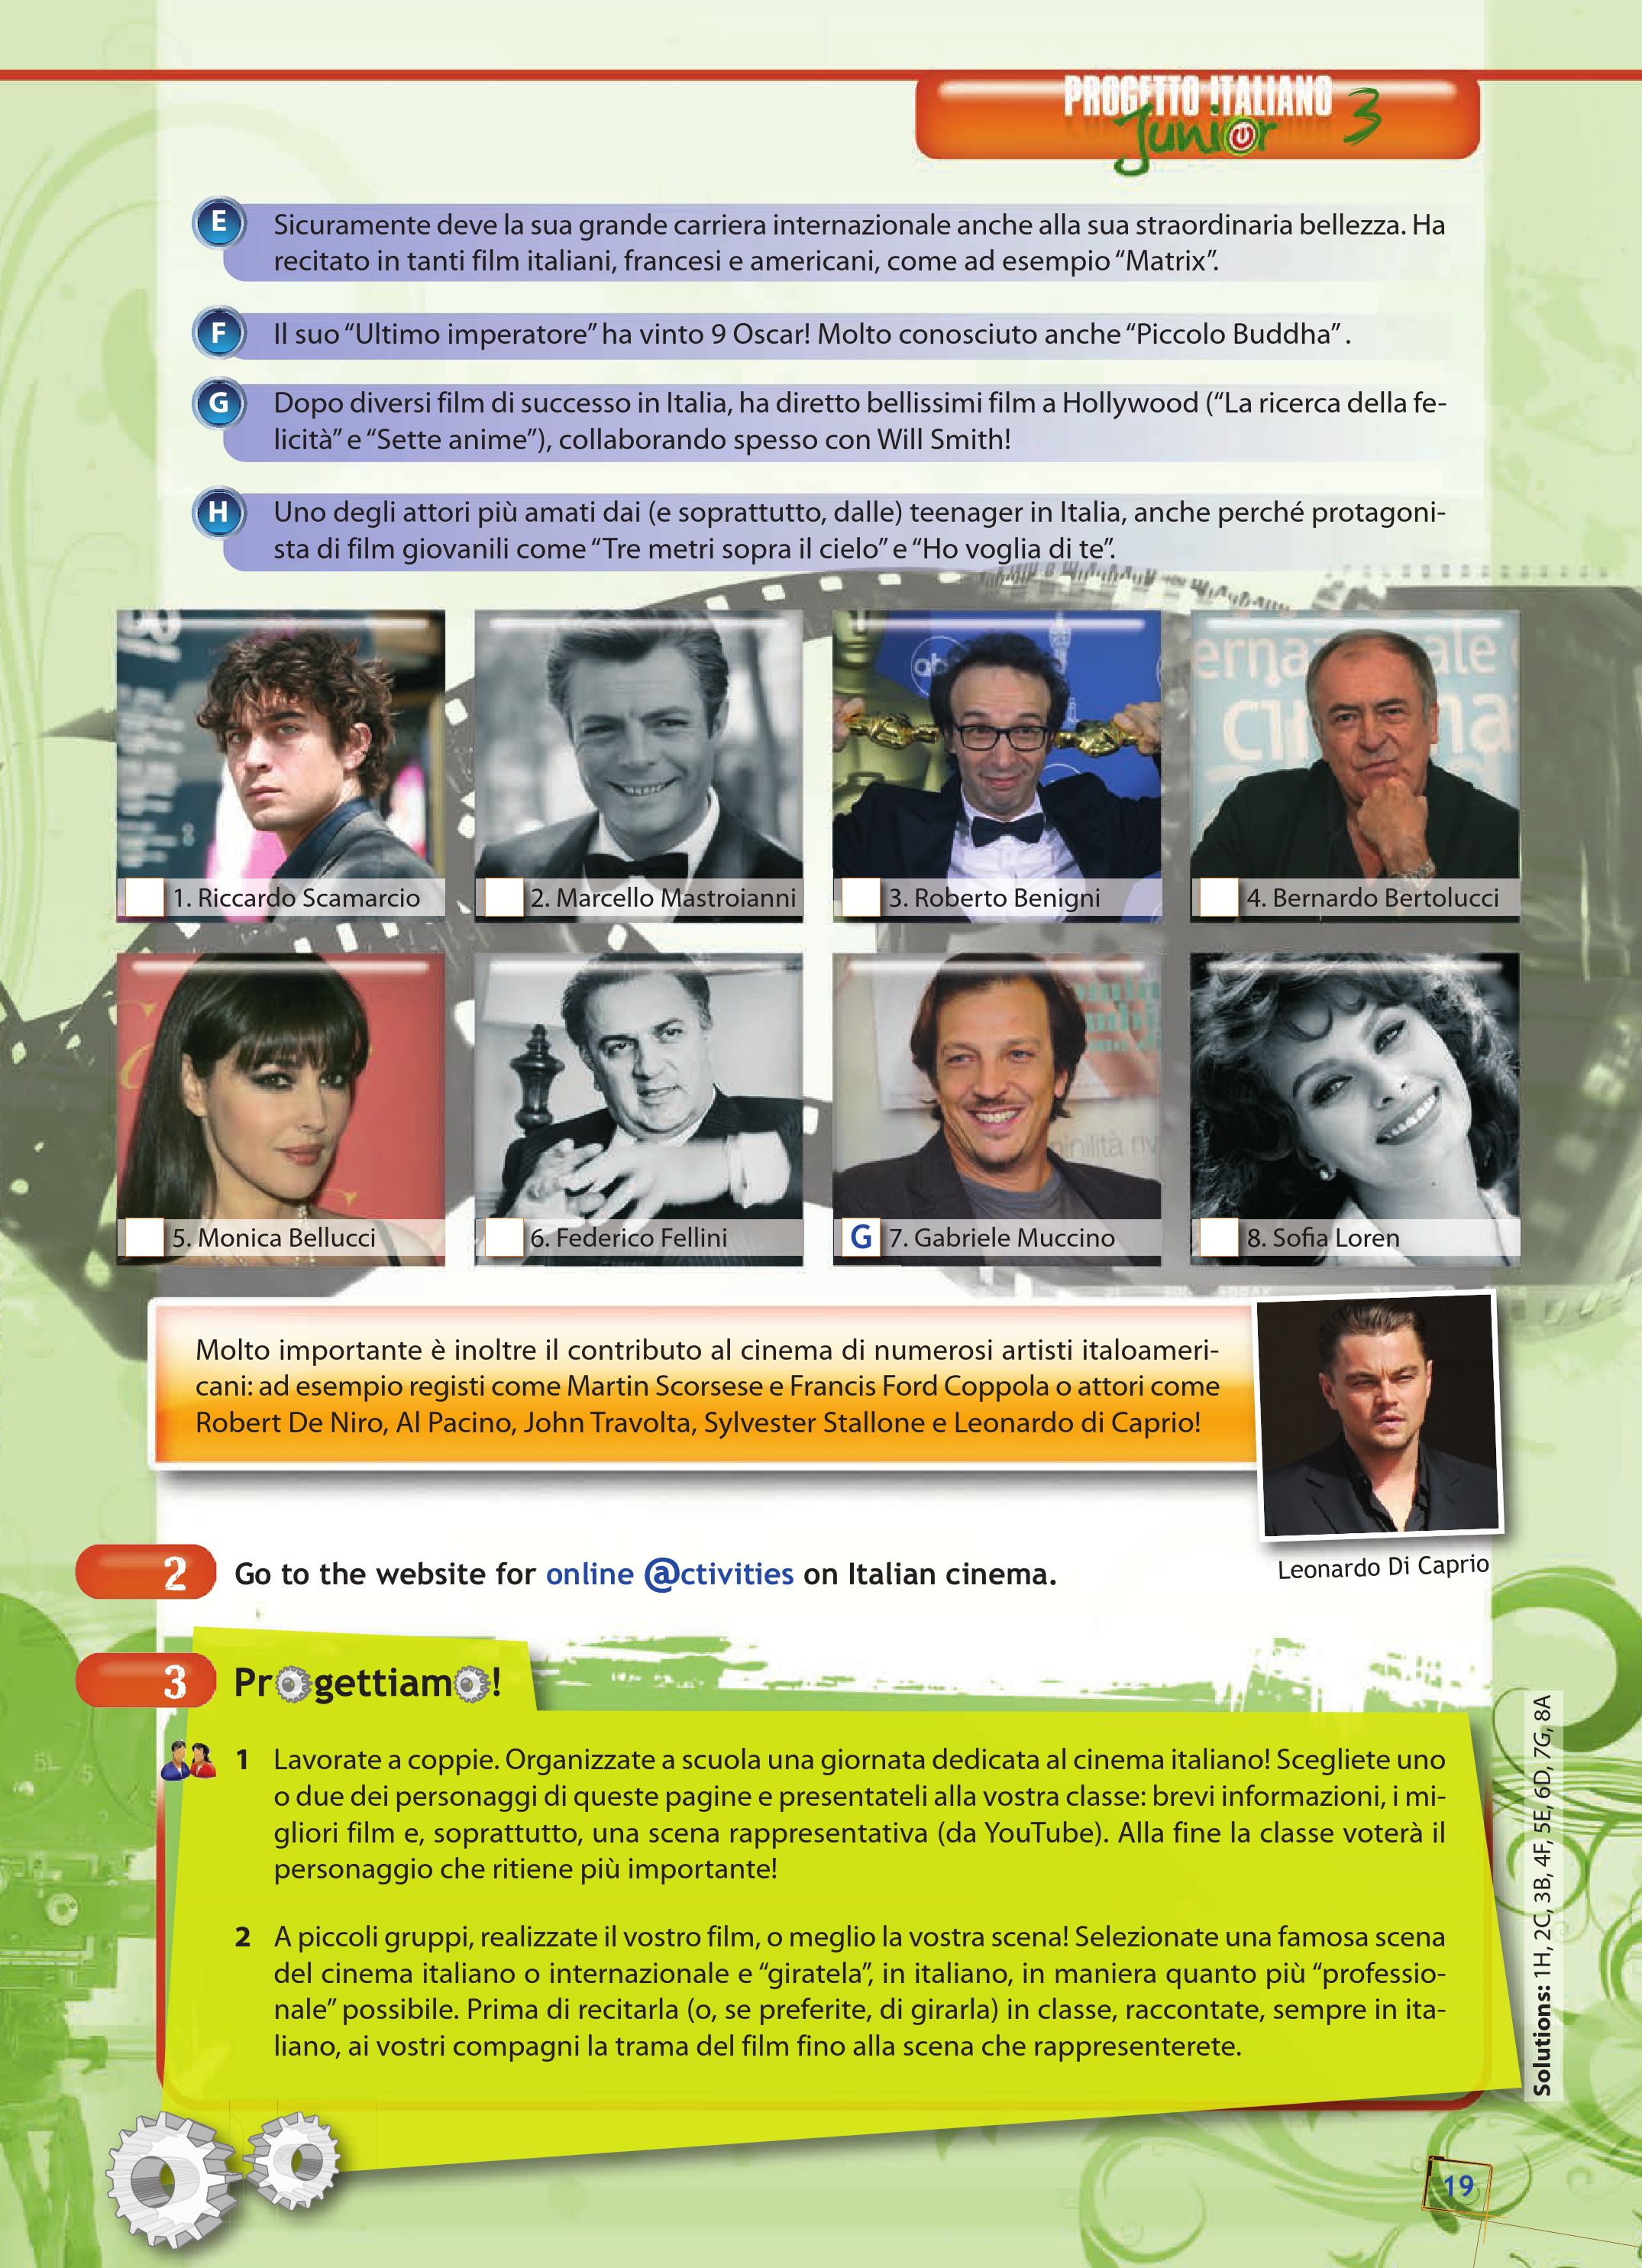 PROGETTO ITALIANO
Junior 3
E
Sicuramente deve la sua grande carriera internazionale anche alla sua straordinaria bellezza. Ha
recitato in tanti film italiani, francesi e americani, come ad esempio “Matrix”.
F
Il suo “Ultimo imperatore” ha vinto 9 Oscar! Molto conosciuto anche “Piccolo Buddha” .
G
Dopo diversi film di successo in Italia, ha diretto bellissimi film a Hollywood (“La ricerca della fe-
licità” e “Sette anime”), collaborando spesso con Will Smith!
H
Uno degli attori più amati dai (e soprattutto, dalle) teenager in Italia, anche perché protagoni-
sta di film giovanili come “Tre metri sopra il cielo” e “Ho voglia di te”.
abc
erna ale
cinema
1. Riccardo Scamarcio
2. Marcello Mastroianni
3. Roberto Benigni
4. Bernardo Bertolucci
5. Monica Bellucci
6. Federico Fellini
G 7. Gabriele Muccino
8. Sofia Loren
Molto importante è inoltre il contributo al cinema di numerosi artisti italoameri-
cani: ad esempio registi come Martin Scorsese e Francis Ford Coppola o attori come
Robert De Niro, Al Pacino, John Travolta, Sylvester Stallone e Leonardo di Caprio!
Leonardo Di Caprio
2 Go to the website for online @ctivities on Italian cinema.
3 Progettiamo!
1 Lavorate a coppie. Organizzate a scuola una giornata dedicata al cinema italiano! Scegliete uno
o due dei personaggi di queste pagine e presentateli alla vostra classe: brevi informazioni, i mi-
gliori film e, soprattutto, una scena rappresentativa (da YouTube). Alla fine la classe voterà il
personaggio che ritiene più importante!
2 A piccoli gruppi, realizzate il vostro film, o meglio la vostra scena! Selezionate una famosa scena
del cinema italiano o internazionale e “giratela”, in italiano, in maniera quanto più “professio-
nale” possibile. Prima di recitarla (o, se preferite, di girarla) in classe, raccontate, sempre in ita-
liano, ai vostri compagni la trama del film fino alla scena che rappresenterete.
Solutions: 1H, 2C, 3B, 4F, 5E, 6D, 7G, 8A
19